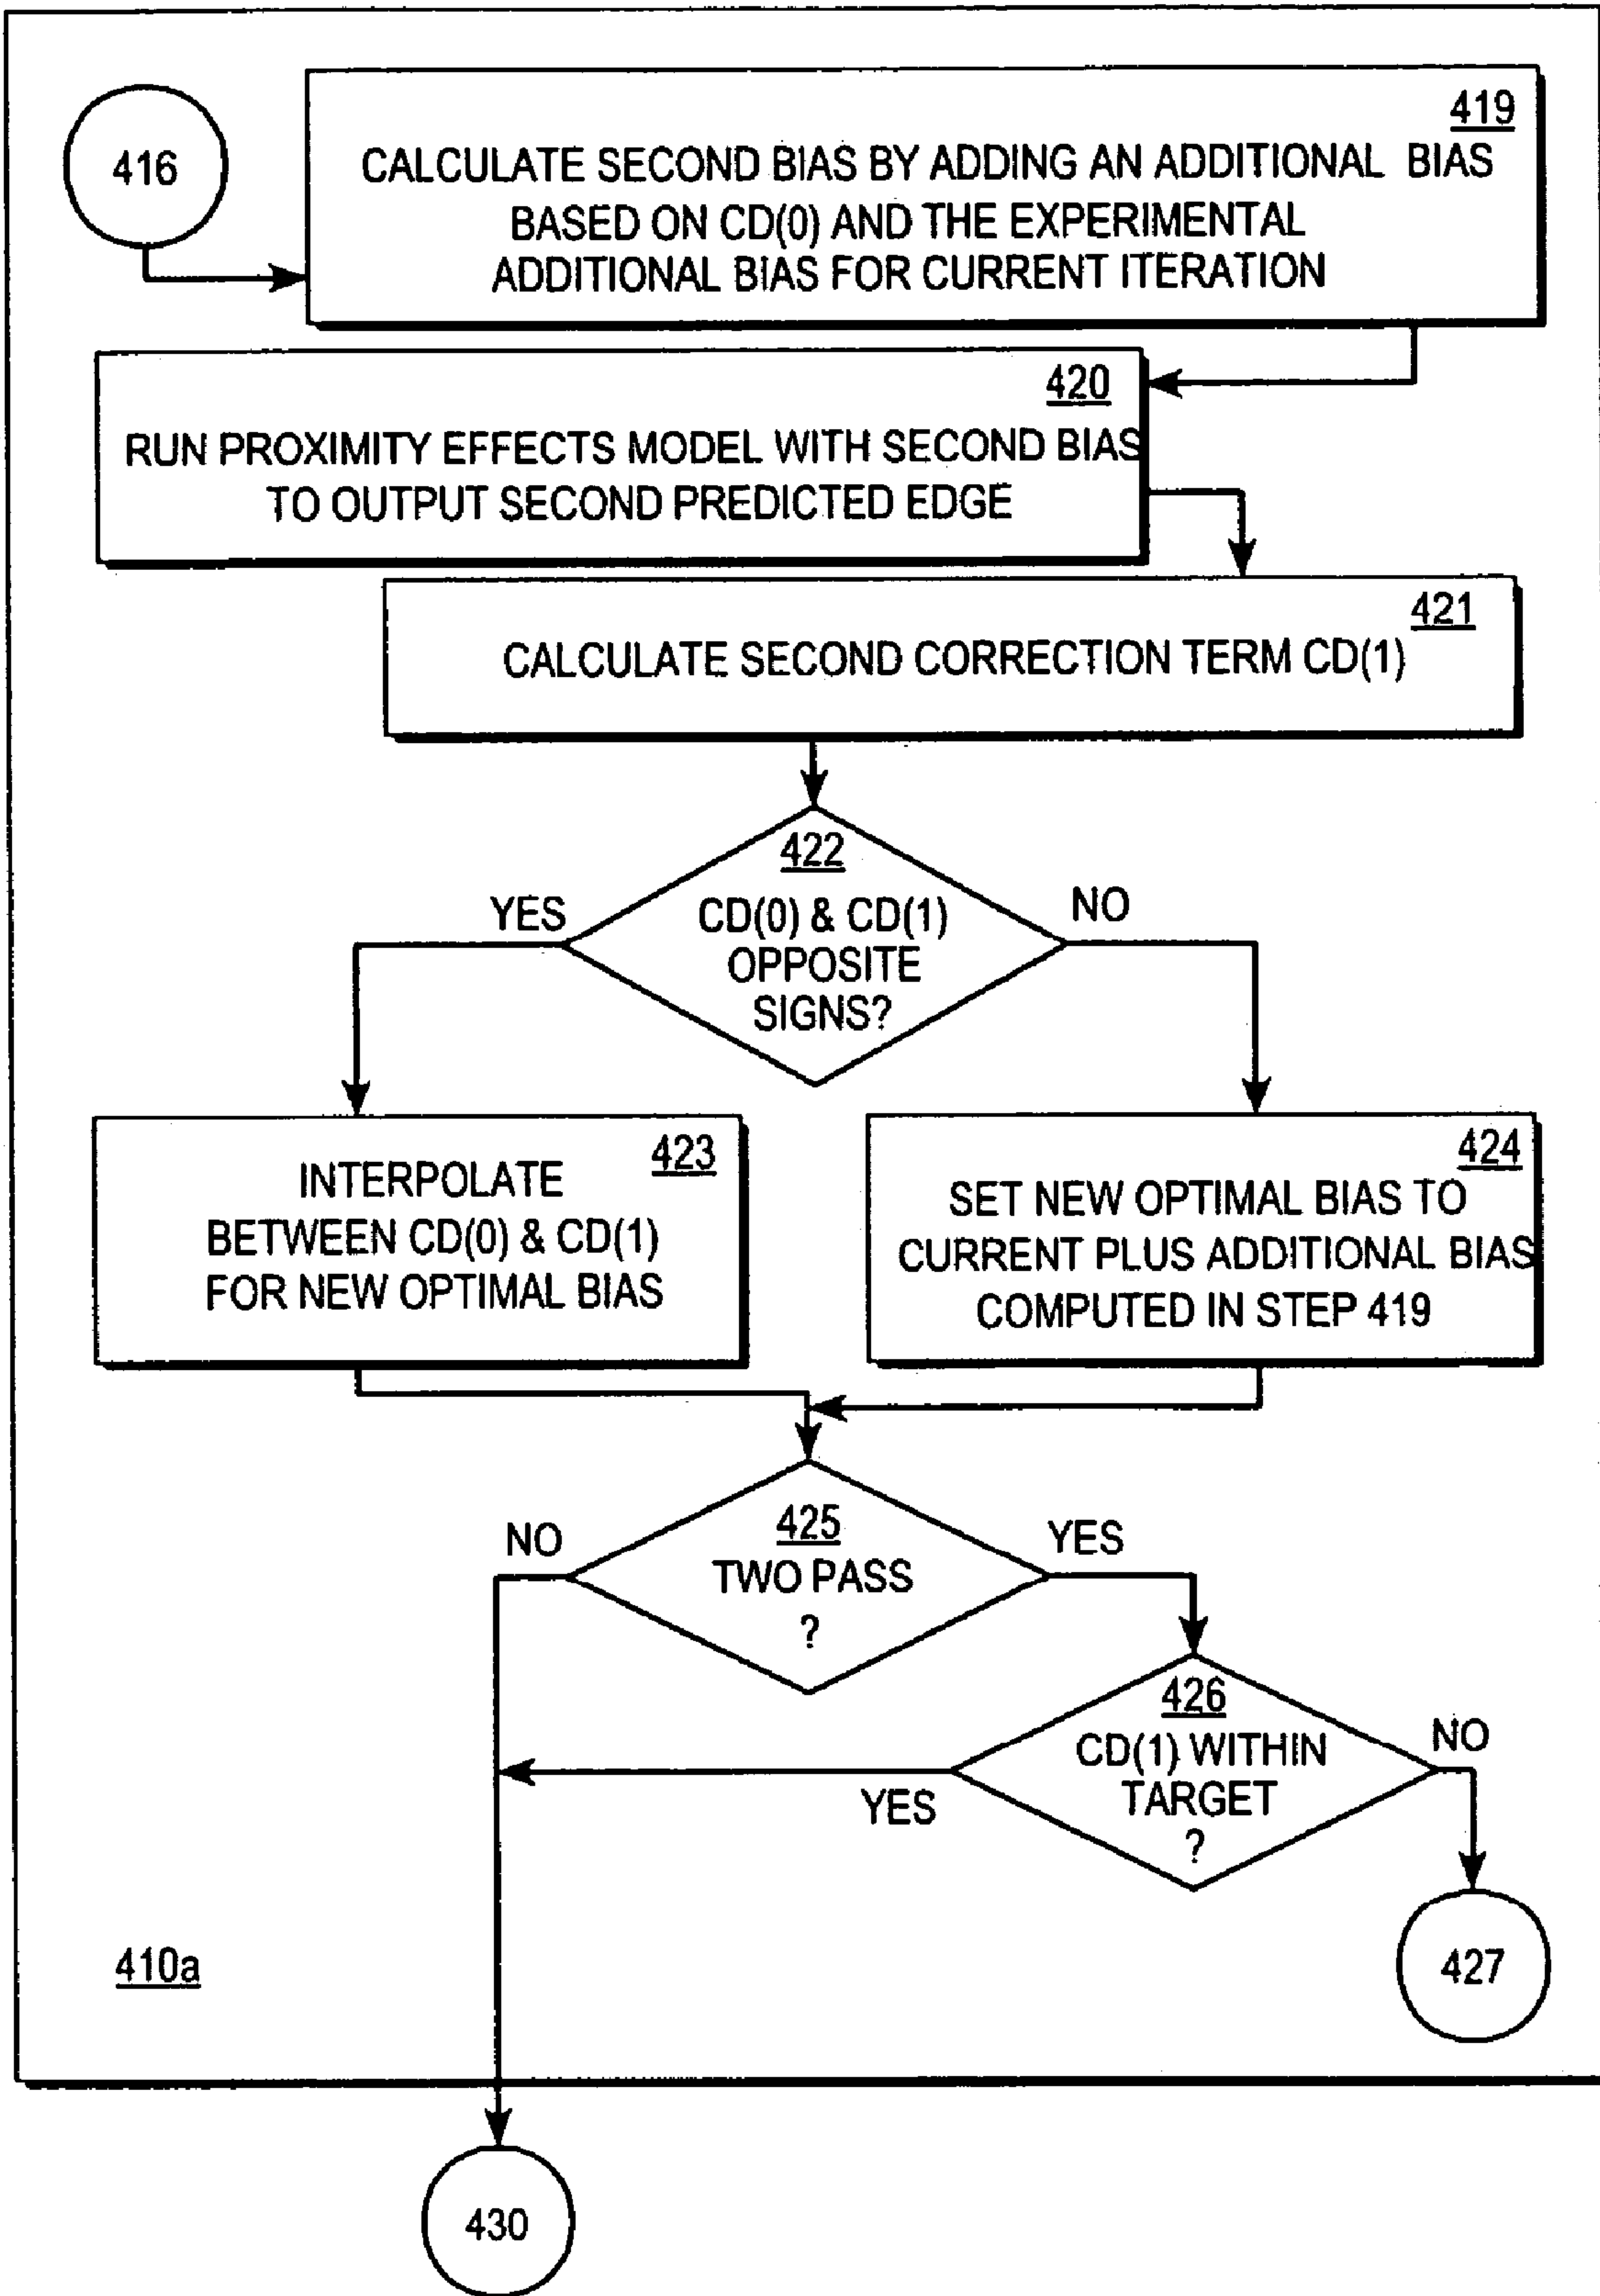 416
419
CALCULATE SECOND BIAS BY ADDING AN ADDITIONAL BIAS
BASED ON CD(0) AND THE EXPERIMENTAL
ADDITIONAL BIAS FOR CURRENT ITERATION
420
RUN PROXIMITY EFFECTS MODEL WITH SECOND BIAS
TO OUTPUT SECOND PREDICTED EDGE
421
CALCULATE SECOND CORRECTION TERM CD(1)
422
CD(0) & CD(1)
OPPOSITE
SIGNS?
YES
NO
423
INTERPOLATE
BETWEEN CD(0) & CD(1)
FOR NEW OPTIMAL BIAS
424
SET NEW OPTIMAL BIAS TO
CURRENT PLUS ADDITIONAL BIAS
COMPUTED IN STEP 419
425
TWO PASS
?
NO
YES
426
CD(1) WITHIN
TARGET
?
YES
NO
427
410a
430